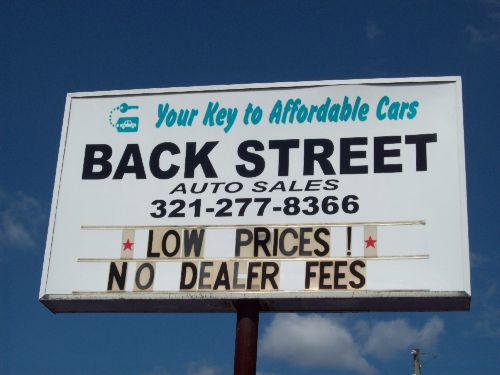 Your Key to Affordable Cars
BACK STREET
AUTO SALES
321-277-8366
LOW PRICES !
NO DEALFR FEES